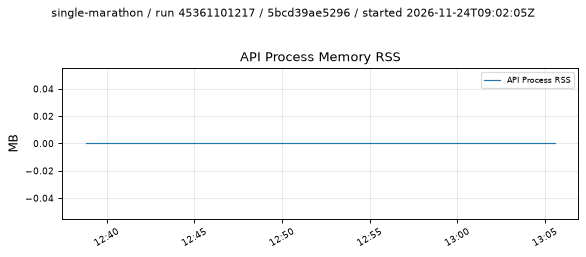 single-marathon / run 45361101217 / 5bcd39ae5296 / started 2026-11-24T09:02:05Z
API Process Memory RSS
API Process RSS
MB
0.04
0.02
0.00
−0.02
−0.04
12:40
12:45
12:50
12:55
13:00
13:05